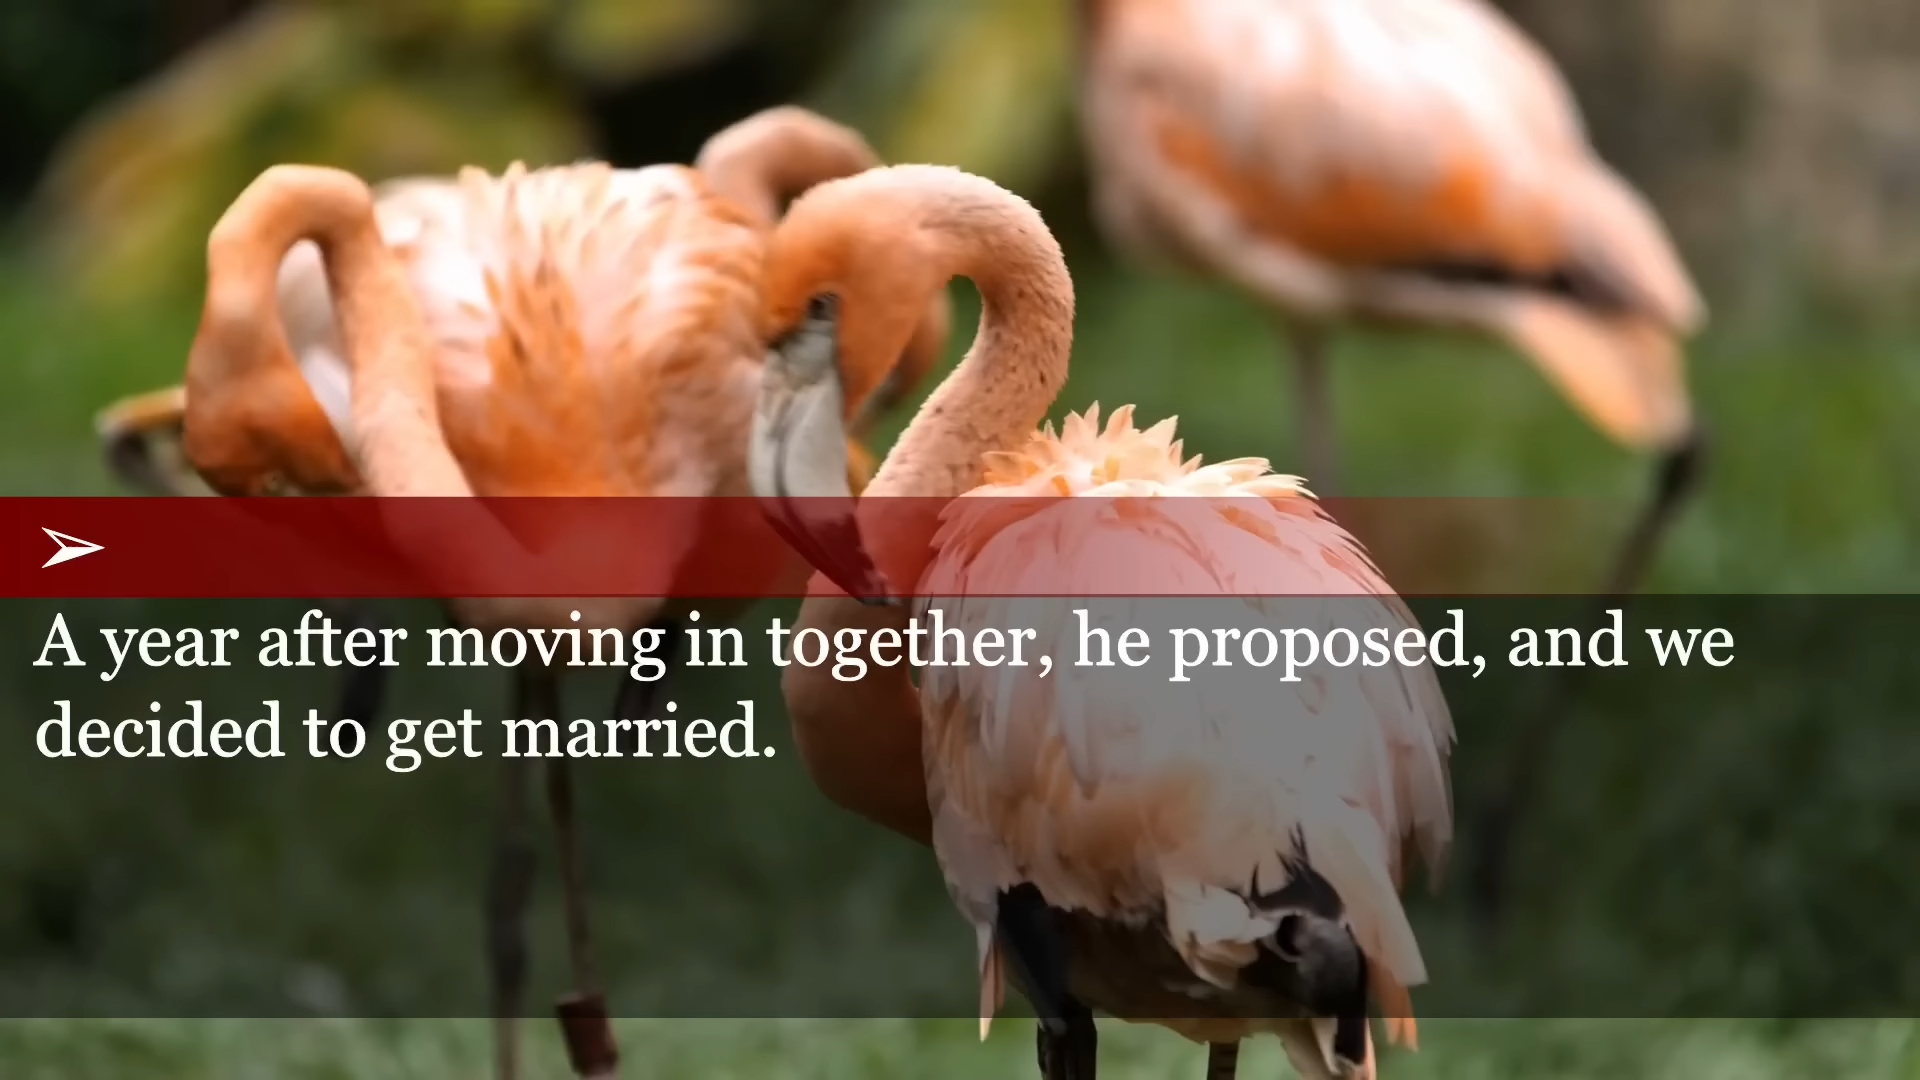 A year after moving in together, he proposed, and we
decided to get married.